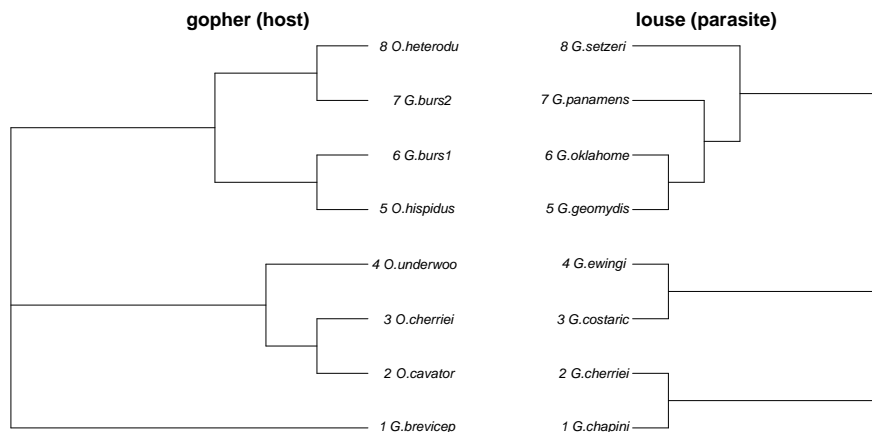 gopher (host) louse (parasite)
8 O.heterodu 8 G.setzeri
7 G.burs2 7 G.panamens
6 G.burs1 6 G.oklahome
5 O.hispidus 5 G.geomydis
4 O.underwoo 4 G.ewingi
3 O.cherriei 3 G.costaric
2 O.cavator 2 G.cherriei
1 G.brevicep 1 G.chapini